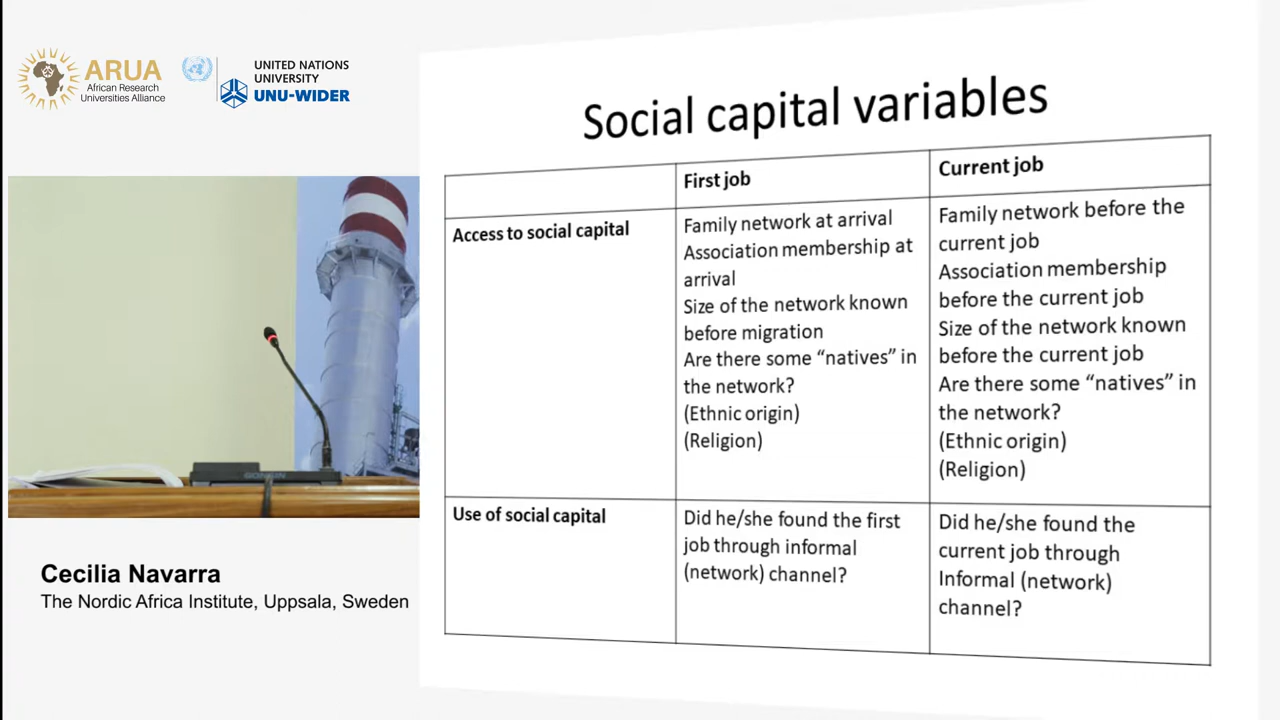 ARUA
African Research
Universities Alliance
UNITED NATIONS
UNIVERSITY
UNU-WIDER
Social capital variables
First job
Current job
Access to social capital
Family network at arrival
Association membership at
arrival
Size of the network known
before migration
Are there some “natives” in
the network?
(Ethnic origin)
(Religion)
Family network before the
current job
Association membership
before the current job
Size of the network known
before the current job
Are there some “natives” in
the network?
(Ethnic origin)
(Religion)
Use of social capital
Did he/she found the first
job through informal
(network) channel?
Did he/she found the
current job through
Informal (network)
channel?
Cecilia Navarra
The Nordic Africa Institute, Uppsala, Sweden